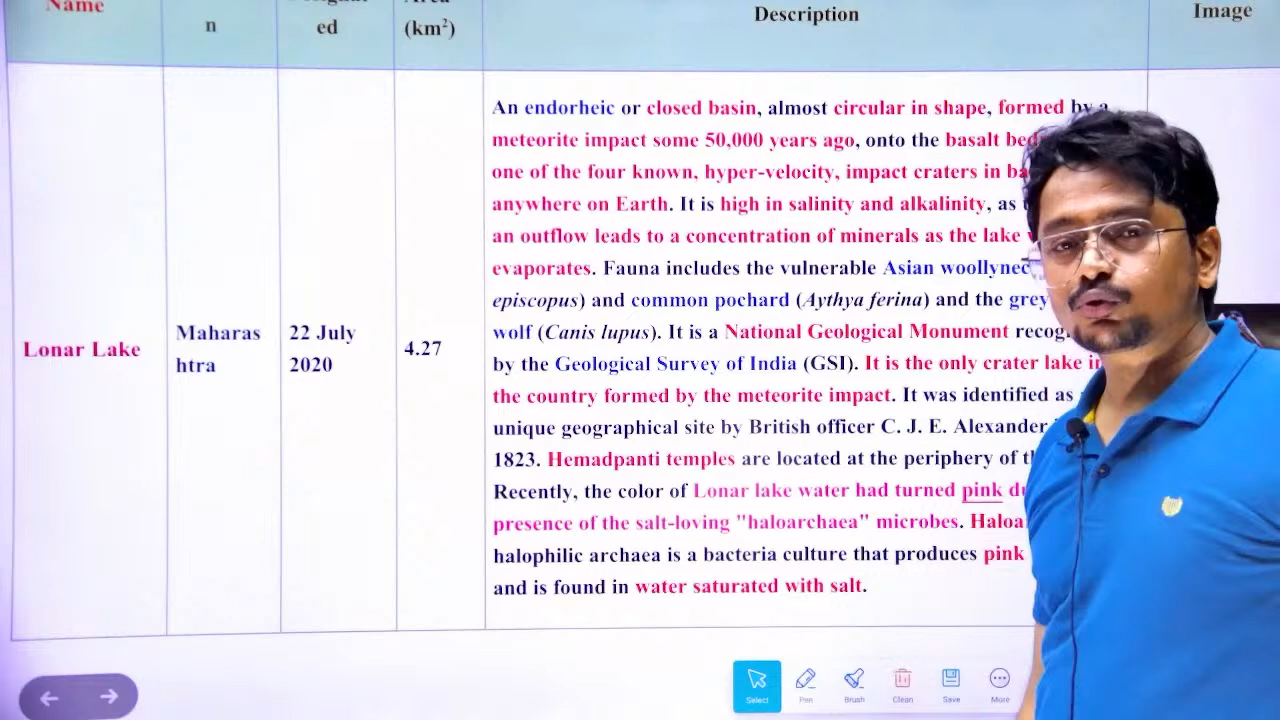 Name
n
ed
Area
(km²)
Description
Image
An endorheic or closed basin, almost circular in shape, formed by a
meteorite impact some 50,000 years ago, onto the basalt
one of the four known, hyper-velocity, impact craters in
anywhere on Earth. It is high in salinity and alkalinity, as
an outflow leads to a concentration of minerals as the lake
evaporates. Fauna includes the vulnerable Asian
episcopus) and common pochard (Aythya ferina) and the grey
wolf (Canis lupus). It is a National Geological Monument
by the Geological Survey of India (GSI). It is the only crater lake in
the country formed by the meteorite impact. It was identified as
unique geographical site by British officer C. J. E. Alexander
1823. Hemadpanti temples are located at the periphery of
Recently, the color of Lonar lake water had turned pink
presence of the salt-loving "haloarchaea" microbes.
halophilic archaea is a bacteria culture that produces pink
and is found in water saturated with salt.
Lonar Lake
Maharas
htra
22 July
2020
4.27
Select
Pen
Brush
Clean
Save
More